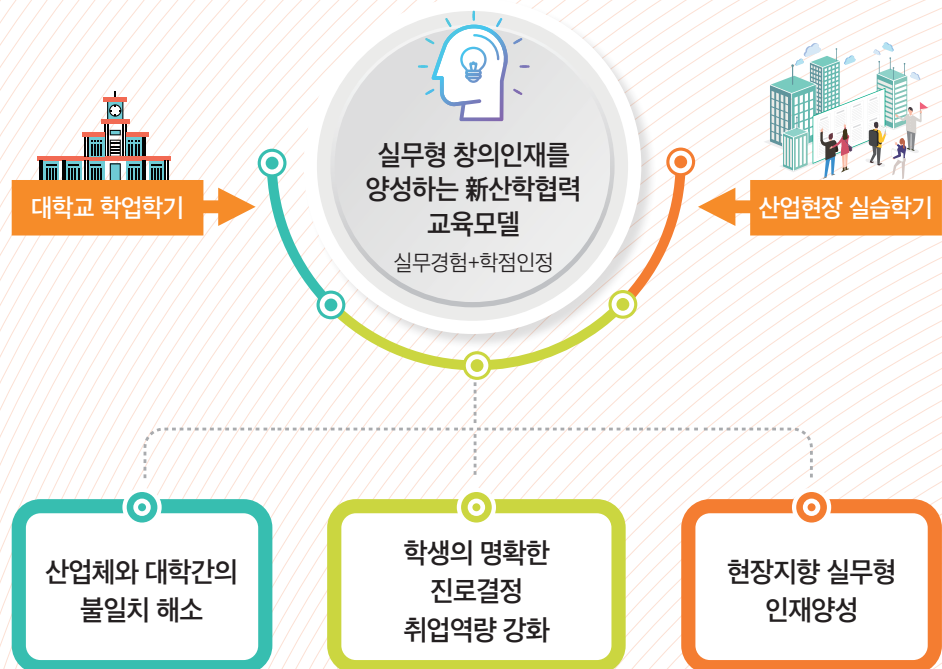 실무형 창의인재를
양성하는 新산학협력
교육모델
실무경험+학점인정
대학교 학업학기
산업현장 실습학기
산업체와 대학간의
불일치 해소
학생의 명확한
진로결정
취업역량 강화
현장지향 실무형
인재양성